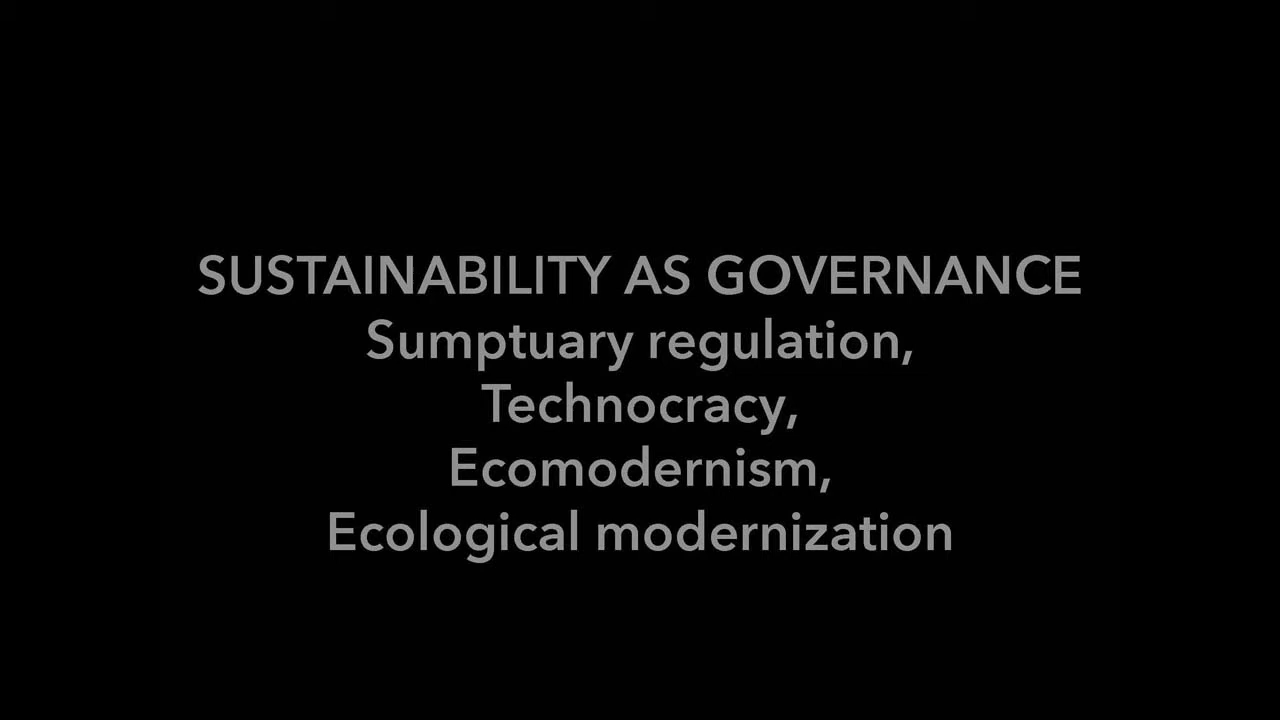 SUSTAINABILITY AS GOVERNANCE
Sumptuary regulation,
Technocracy,
Ecomodernism,
Ecological modernization